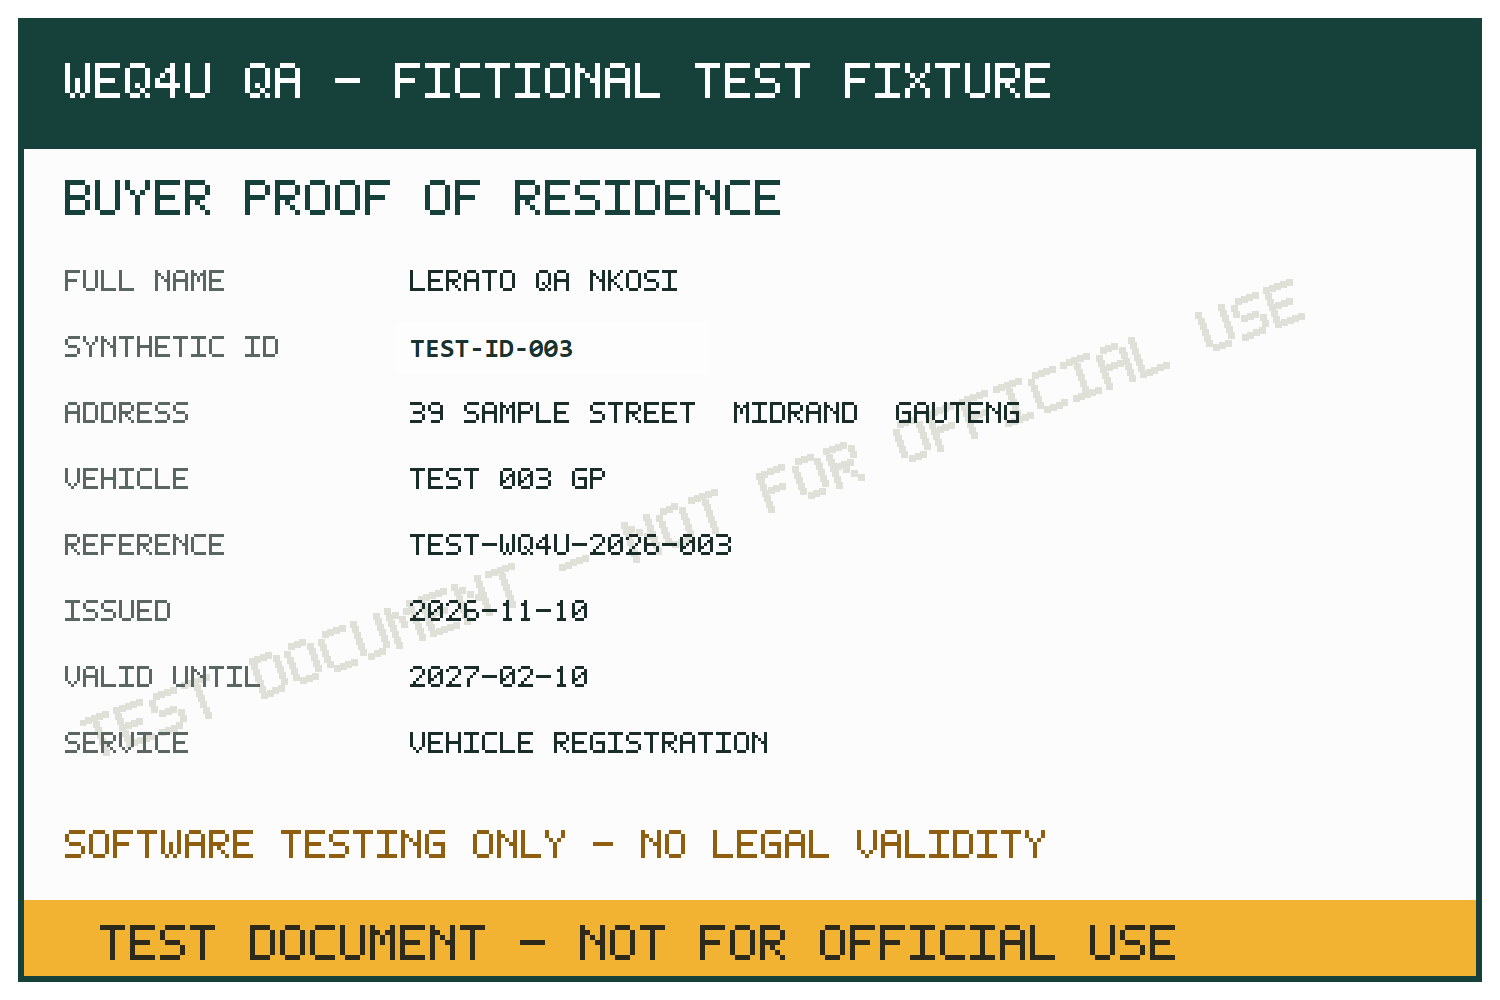 WEQ4U QA - FICTIONAL TEST FIXTURE
BUYER PROOF OF RESIDENCE
FULL NAME LERATO QA NKOSI
SYNTHETIC ID TEST-ID-003
ADDRESS 39 SAMPLE STREET MIDRAND GAUTENG
VEHICLE TEST 003 GP
REFERENCE TEST-WQ4U-2026-003
ISSUED 2026-11-10
VALID UNTIL 2027-02-10
SERVICE VEHICLE REGISTRATION
TEST DOCUMENT - NOT FOR OFFICIAL USE
SOFTWARE TESTING ONLY - NO LEGAL VALIDITY
TEST DOCUMENT - NOT FOR OFFICIAL USE